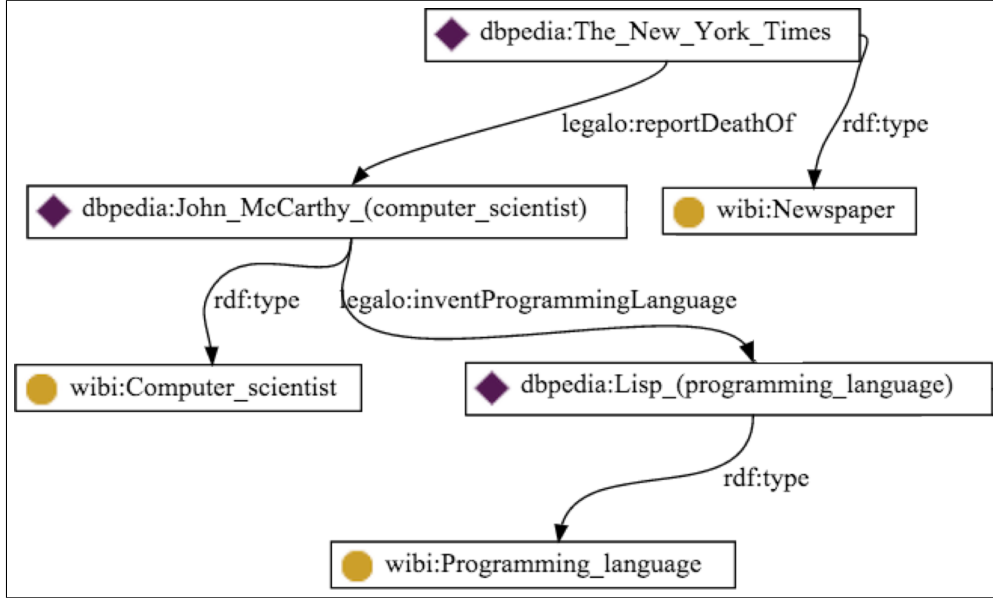 dbpedia:The_New_York_Times
legalo:reportDeathOf
rdf:type
dbpedia:John_McCarthy_(computer_scientist)
wibi:Newspaper
rdf:type
legalo:inventProgrammingLanguage
wibi:Computer_scientist
dbpedia:Lisp_(programming_language)
rdf:type
wibi:Programming_language